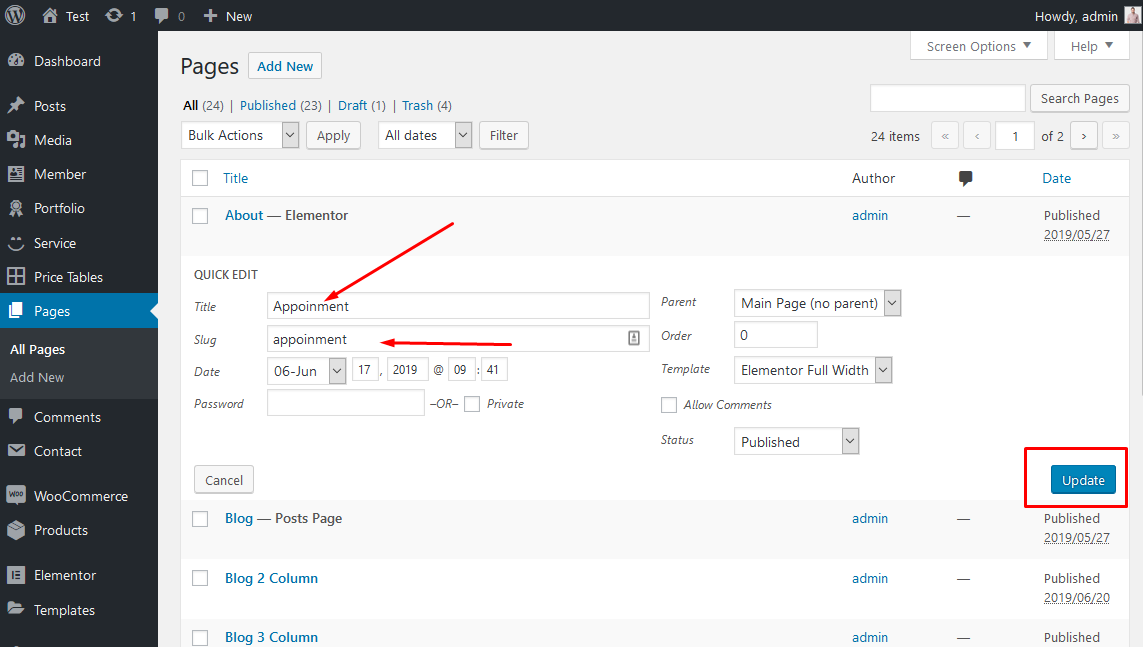 Test 1 0 New Howdy, admin
Screen Options Help
Dashboard
Posts
Media
Member
Portfolio
Service
Price Tables
Pages
All Pages
Add New
Comments
Contact
WOO WooCommerce
Products
Elementor
Templates
Pages Add New
All (24) | Published (23) | Draft (1) | Trash (4)
Search Pages
Bulk Actions Apply All dates Filter 24 items « ‹ 1 of 2 › »
Title Author Date
About — Elementor admin — Published
2019/05/27
QUICK EDIT
Title Appoinment
Slug appoinment
Date 06-Jun 17 , 2019 @ 09 : 41
Password –OR– Private
Parent Main Page (no parent)
Order 0
Template Elementor Full Width
Allow Comments
Status Published
Cancel Update
Blog — Posts Page admin — Published
2019/05/27
Blog 2 Column admin — Published
2019/06/20
Blog 3 Column admin — Published